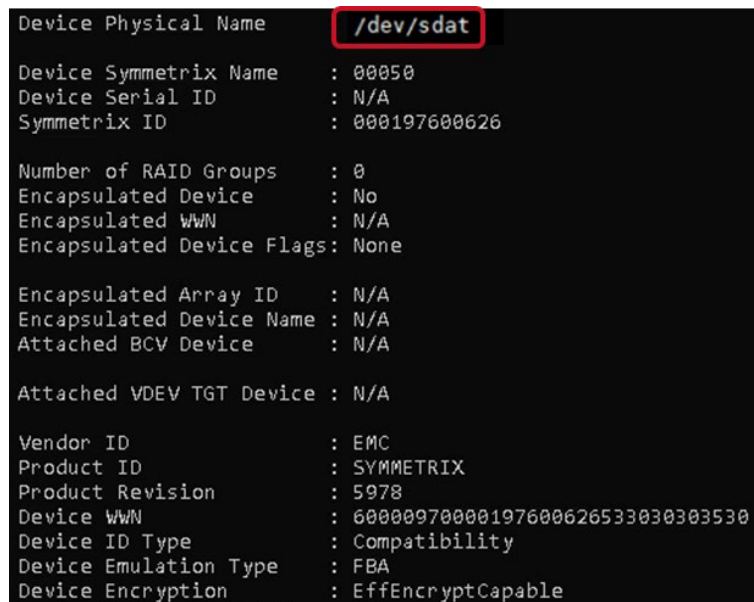 Device Physical Name /dev/sdat
Device Symmetrix Name : 00050
Device Serial ID : N/A
Symmetrix ID : 000197600626
Number of RAID Groups : 0
Encapsulated Device : No
Encapsulated WWN : N/A
Encapsulated Device Flags: None
Encapsulated Array ID : N/A
Encapsulated Device Name : N/A
Attached BCV Device : N/A
Attached VDEV TGT Device : N/A
Vendor ID : EMC
Product ID : SYMMETRIX
Product Revision : 5978
Device WWN : 60000970000197600626533030303530
Device ID Type : Compatibility
Device Emulation Type : FBA
Device Encryption : EffEncryptCapable